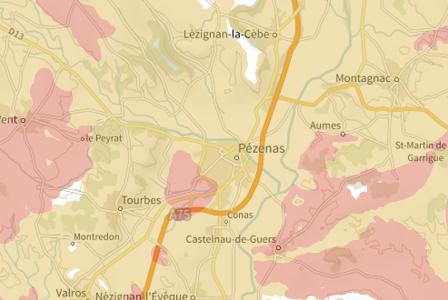 Lézignan-la-Cèbe
D13
Montagnac
Aumes
le Peyrat
Pézenas
St-Martin de
Garrigue
Tourbes
A75
Conas
Castelnau-de-Guers
Montredon
Valros
Nézignan-l'Évêque